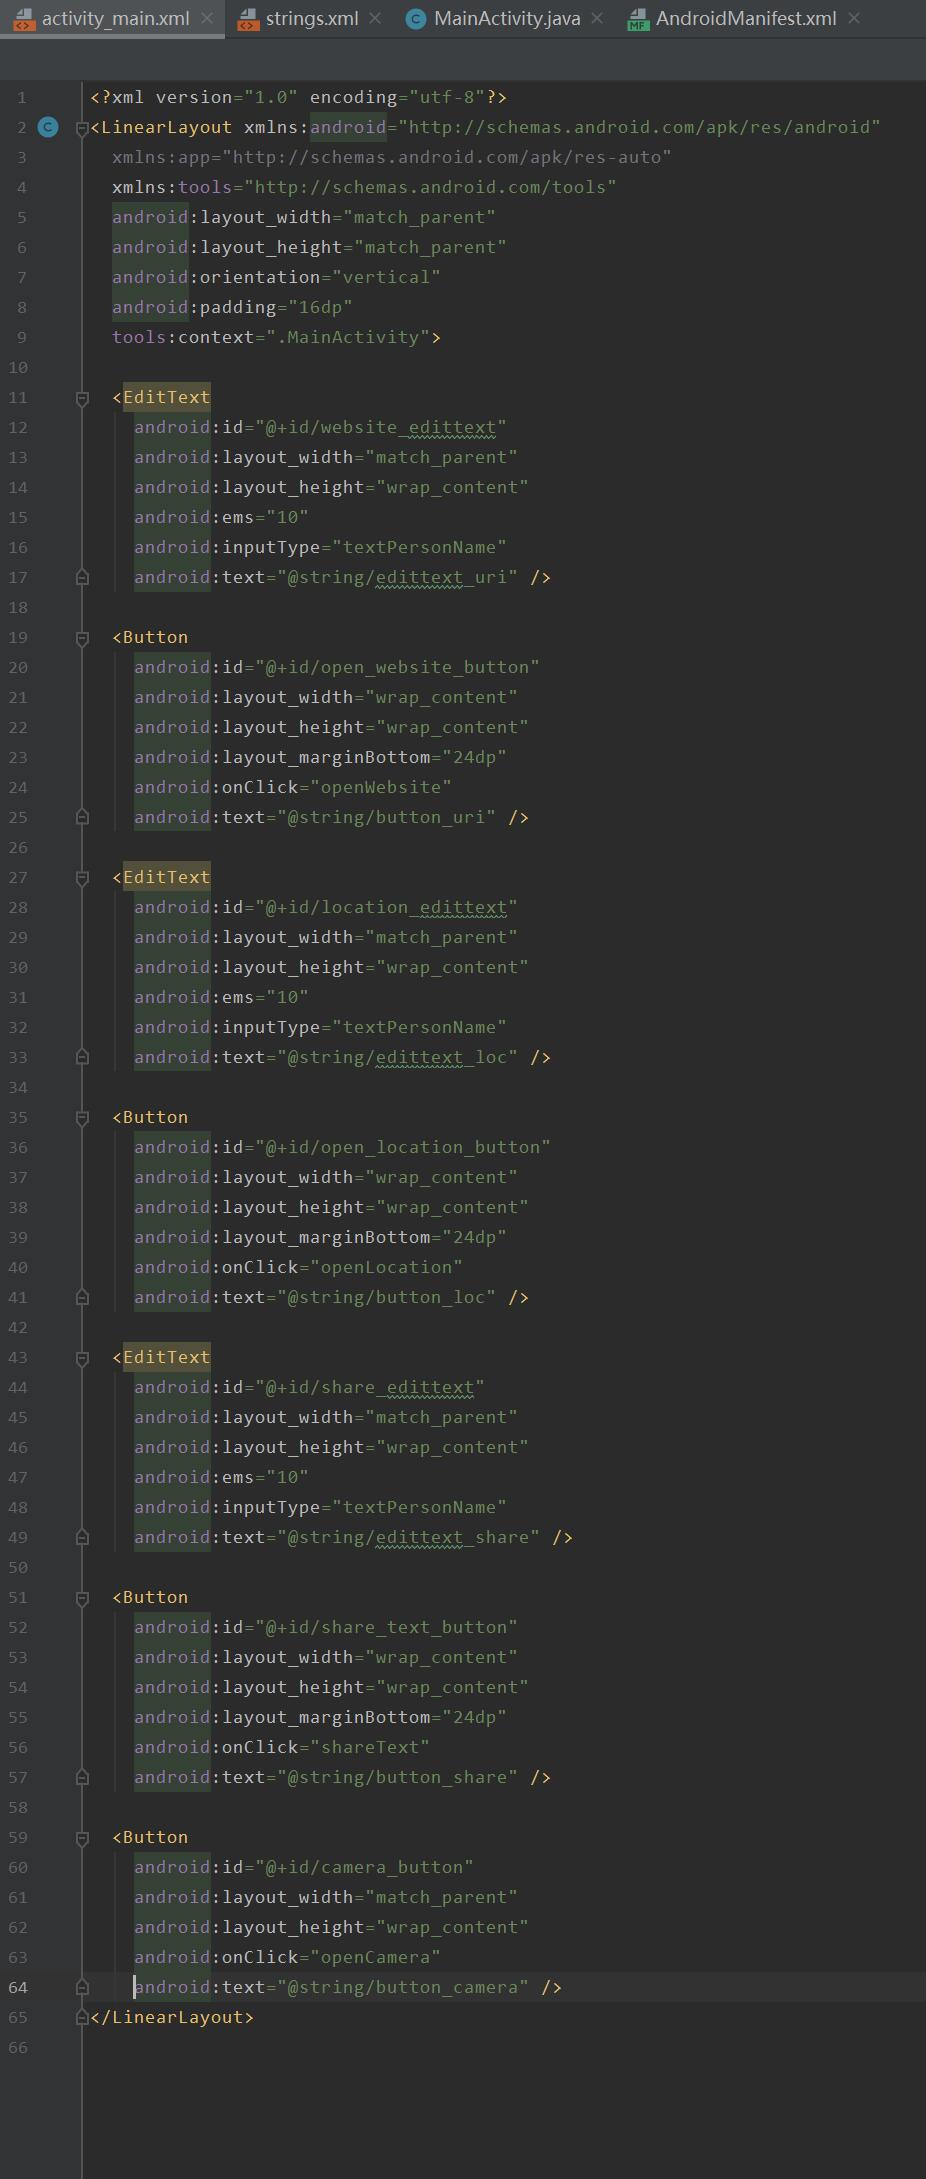 activity_main.xml strings.xml MainActivity.java AndroidManifest.xml
1 <?xml version="1.0" encoding="utf-8"?>
2 <LinearLayout xmlns:android="http://schemas.android.com/apk/res/android"
3 xmlns:app="http://schemas.android.com/apk/res-auto"
4 xmlns:tools="http://schemas.android.com/tools"
5 android:layout_width="match_parent"
6 android:layout_height="match_parent"
7 android:orientation="vertical"
8 android:padding="16dp"
9 tools:context=".MainActivity">
10
11 <EditText
12 android:id="@+id/website_edittext"
13 android:layout_width="match_parent"
14 android:layout_height="wrap_content"
15 android:ems="10"
16 android:inputType="textPersonName"
17 android:text="@string/edittext_uri" />
18
19 <Button
20 android:id="@+id/open_website_button"
21 android:layout_width="wrap_content"
22 android:layout_height="wrap_content"
23 android:layout_marginBottom="24dp"
24 android:onClick="openWebsite"
25 android:text="@string/button_uri" />
26
27 <EditText
28 android:id="@+id/location_edittext"
29 android:layout_width="match_parent"
30 android:layout_height="wrap_content"
31 android:ems="10"
32 android:inputType="textPersonName"
33 android:text="@string/edittext_loc" />
34
35 <Button
36 android:id="@+id/open_location_button"
37 android:layout_width="wrap_content"
38 android:layout_height="wrap_content"
39 android:layout_marginBottom="24dp"
40 android:onClick="openLocation"
41 android:text="@string/button_loc" />
42
43 <EditText
44 android:id="@+id/share_edittext"
45 android:layout_width="match_parent"
46 android:layout_height="wrap_content"
47 android:ems="10"
48 android:inputType="textPersonName"
49 android:text="@string/edittext_share" />
50
51 <Button
52 android:id="@+id/share_text_button"
53 android:layout_width="wrap_content"
54 android:layout_height="wrap_content"
55 android:layout_marginBottom="24dp"
56 android:onClick="shareText"
57 android:text="@string/button_share" />
58
59 <Button
60 android:id="@+id/camera_button"
61 android:layout_width="match_parent"
62 android:layout_height="wrap_content"
63 android:onClick="openCamera"
64 android:text="@string/button_camera" />
65 </LinearLayout>
66